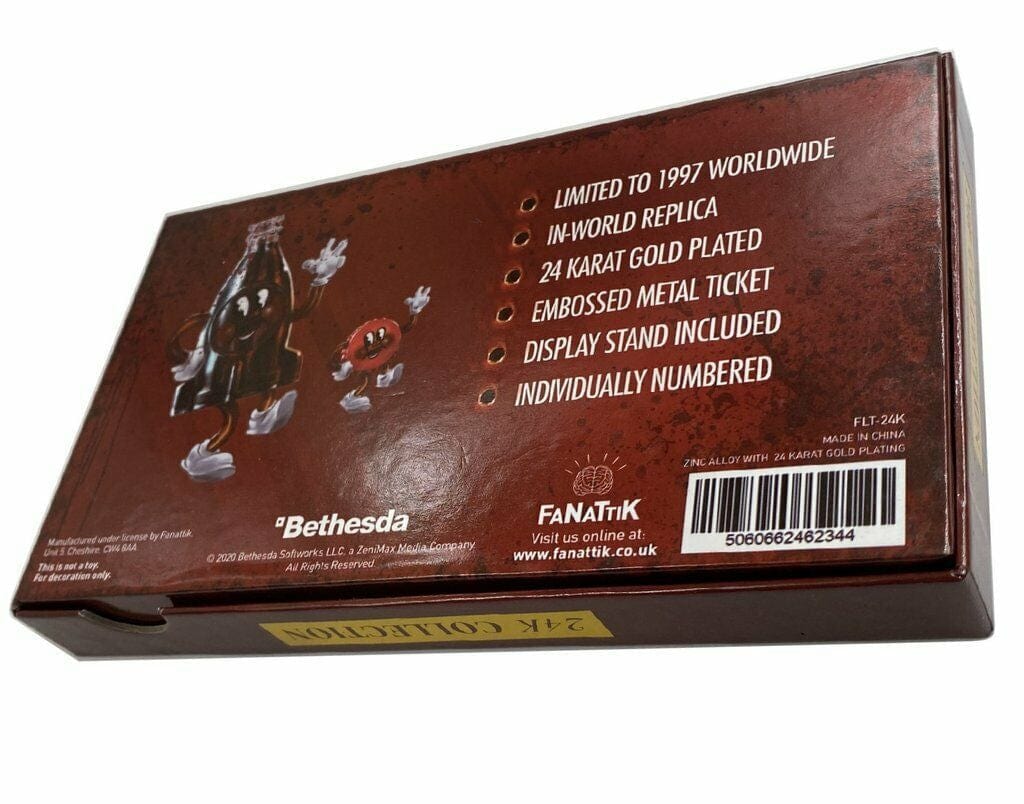 LIMITED TO 1997 WORLDWIDE
IN-WORLD REPLICA
24 KARAT GOLD PLATED
EMBOSSED METAL TICKET
DISPLAY STAND INCLUDED
INDIVIDUALLY NUMBERED
FLT-24K
MADE IN CHINA
ZINC ALLOY WITH 24 KARAT GOLD PLATING
5060662462344
FANATTIK
Visit us online at:
www.fanattik.co.uk
Bethesda
© 2020 Bethesda Softworks LLC, a ZeniMax Media Company.
All Rights Reserved.
Manufactured under license by Fanattik.
Unit 5, Cheshire, CW4 8AA
This is not a toy.
For decoration only.
24K COLLECTION